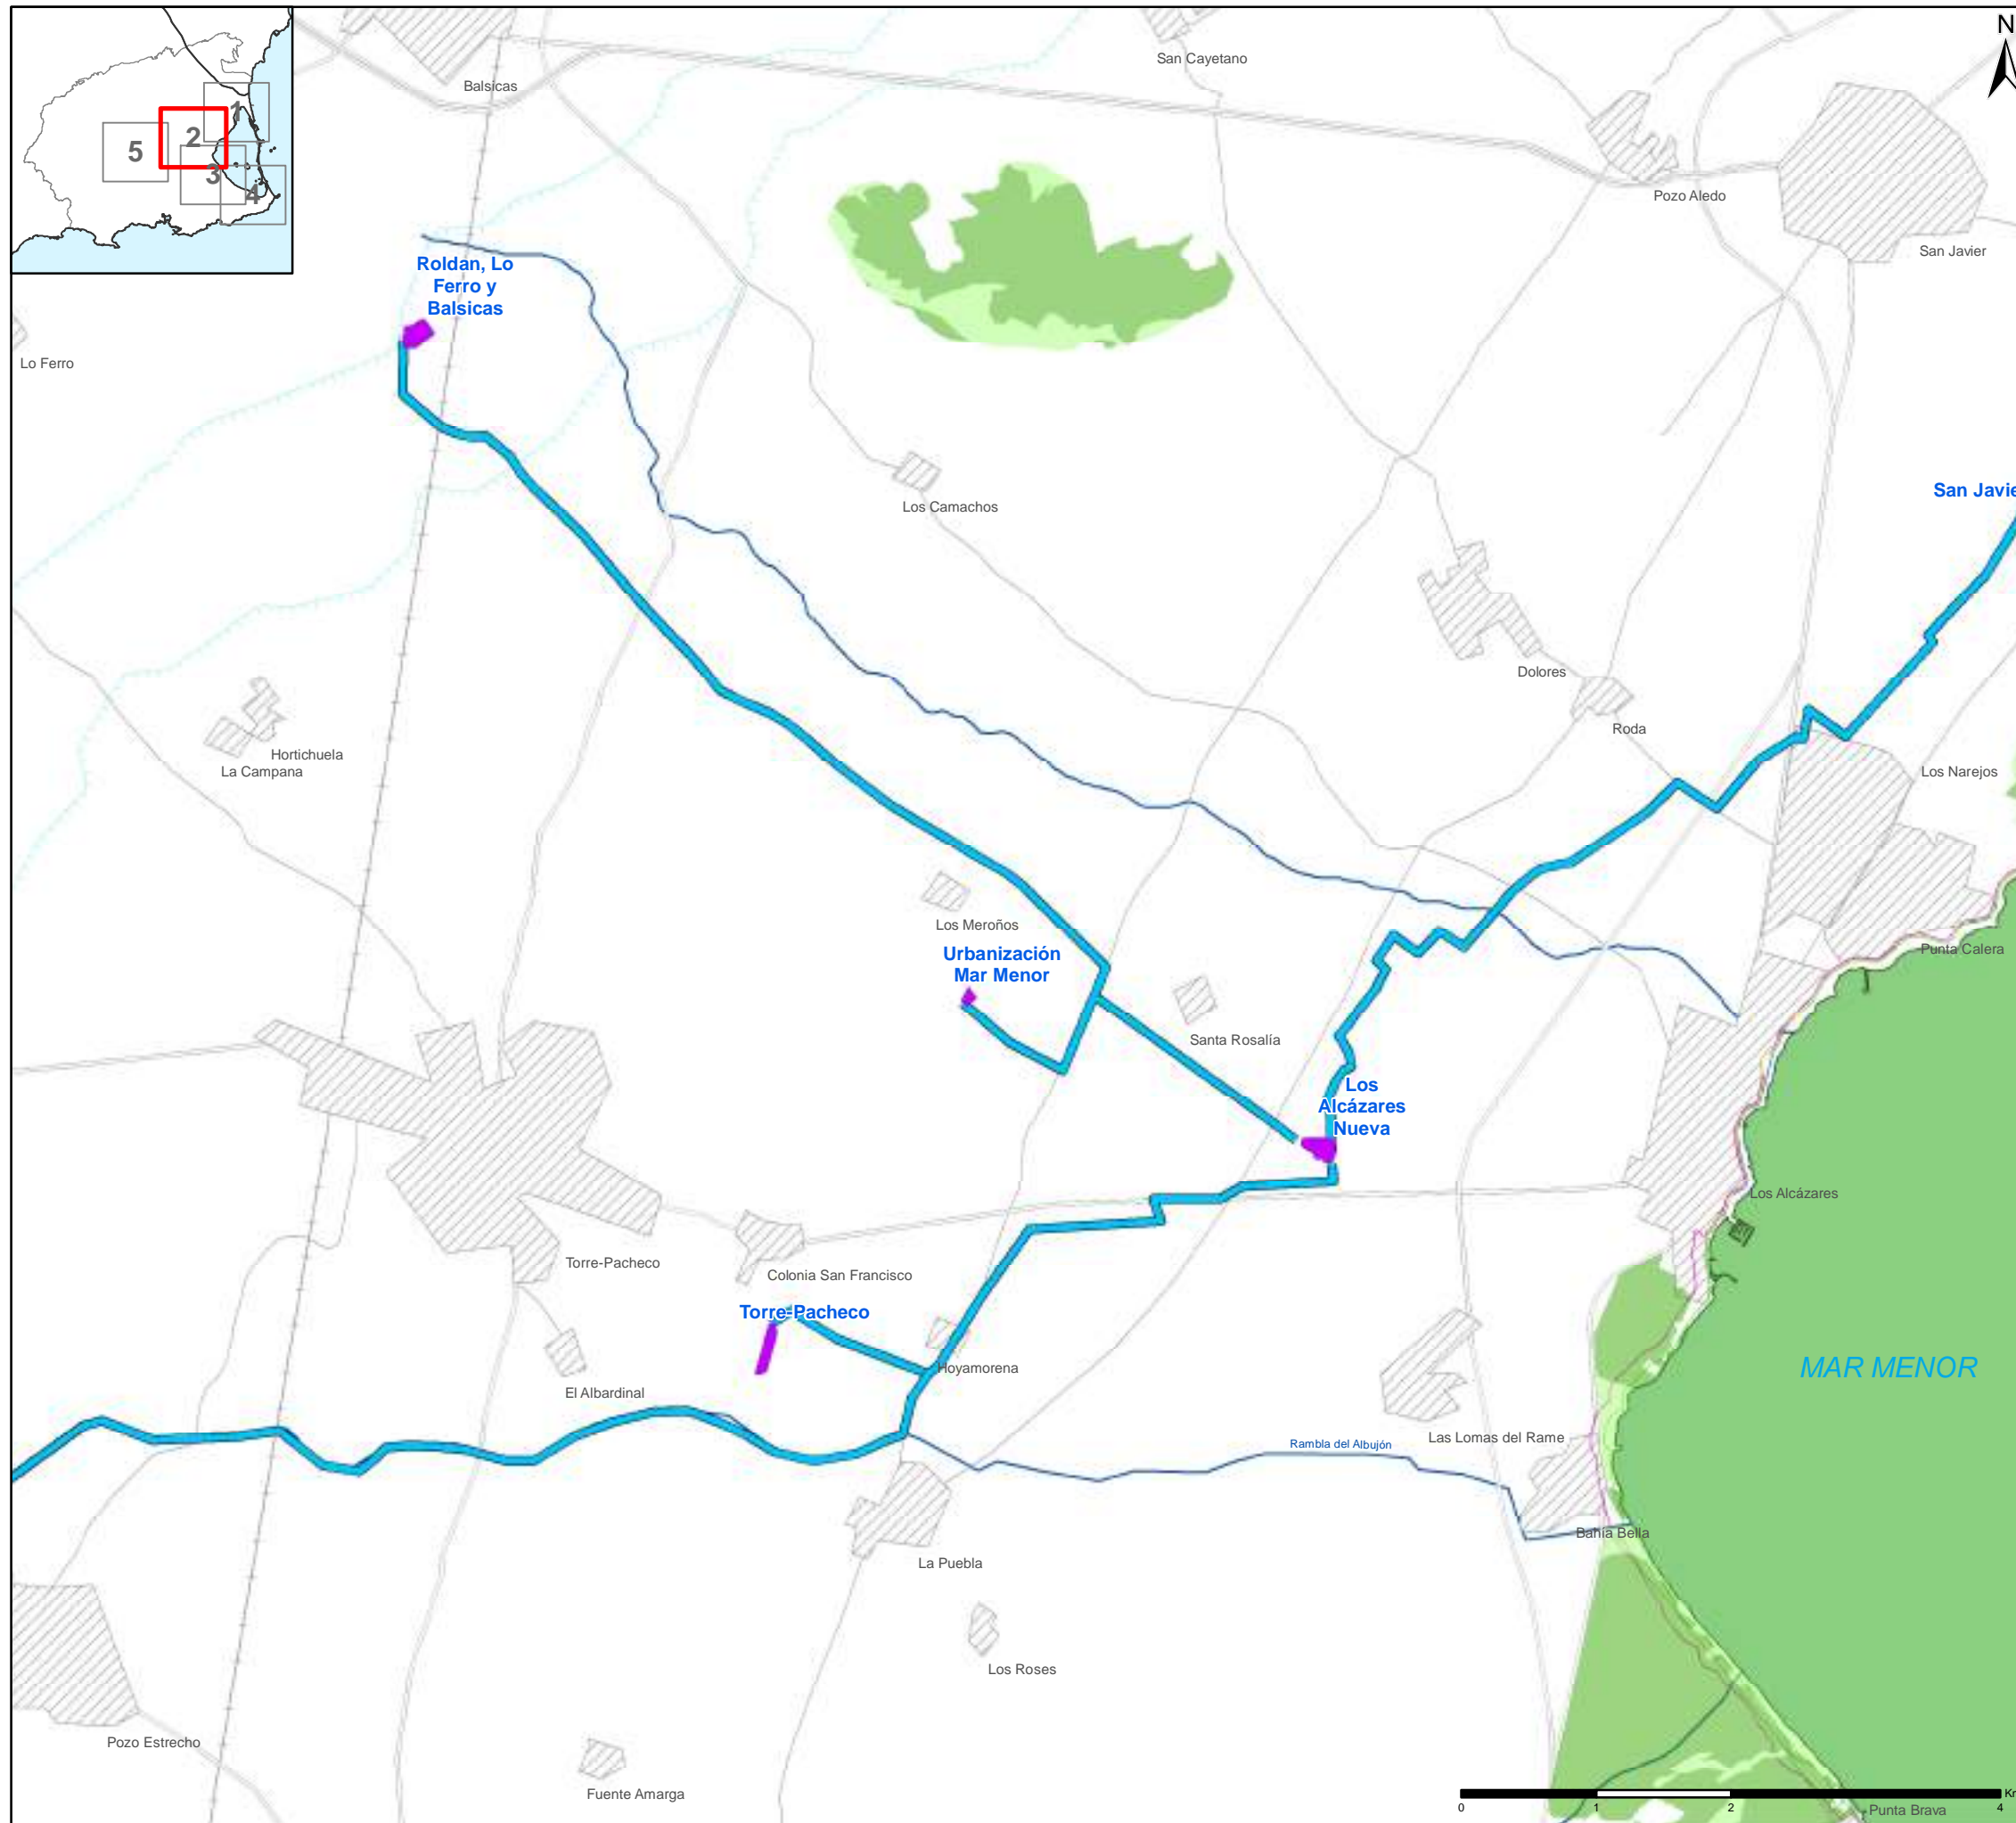 N
San Cayetano
Balsicas
1
2
5
3
4
Pozo Aledo
San Javier
Roldan, Lo
Ferro y
Balsicas
Lo Ferro
San Javie
Los Camachos
Dolores
Roda
Hortichuela
La Campana
Los Narejos
Los Meroños
Urbanización
Mar Menor
Punta Calera
Santa Rosalía
Los
Alcázares
Nueva
Los Alcázares
Torre-Pacheco
Colonia San Francisco
Torre-Pacheco
Hoyamorena
MAR MENOR
El Albardinal
Las Lomas del Rame
Rambla del Albujón
Bahía Bella
La Puebla
Los Roses
Pozo Estrecho
Fuente Amarga
0
1
2
4
Km
Punta Brava